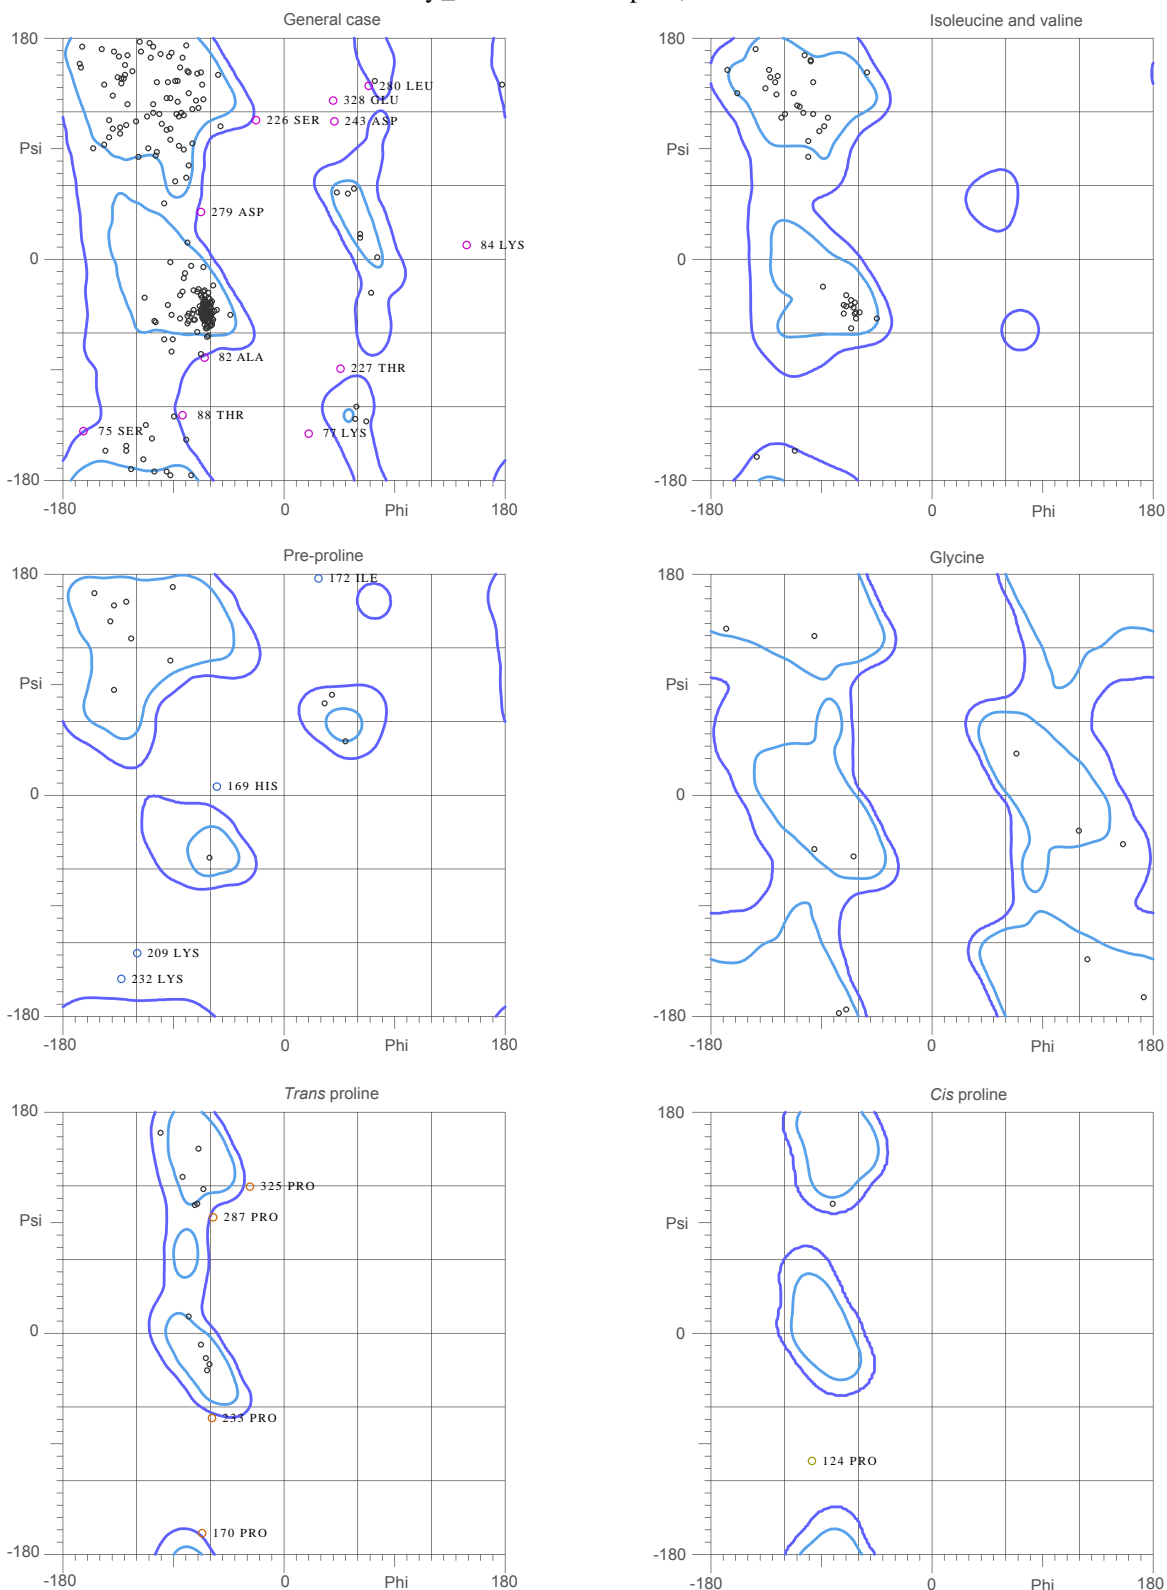 General case
Isoleucine and valine
180
Psi
0
-180
-180
0
Phi
180
280 LEU
328 GLU
226 SER
243 ASP
279 ASP
84 LYS
82 ALA
227 THR
88 THR
75 SER
77 LYS
180
Psi
0
-180
-180
0
Phi
180
Pre-proline
Glycine
180
Psi
0
-180
-180
0
Phi
180
172 ILE
169 HIS
209 LYS
232 LYS
180
Psi
0
-180
-180
0
Phi
180
Trans proline
Cis proline
180
Psi
0
-180
-180
0
Phi
180
325 PRO
287 PRO
233 PRO
170 PRO
180
Psi
0
-180
-180
0
Phi
180
124 PRO